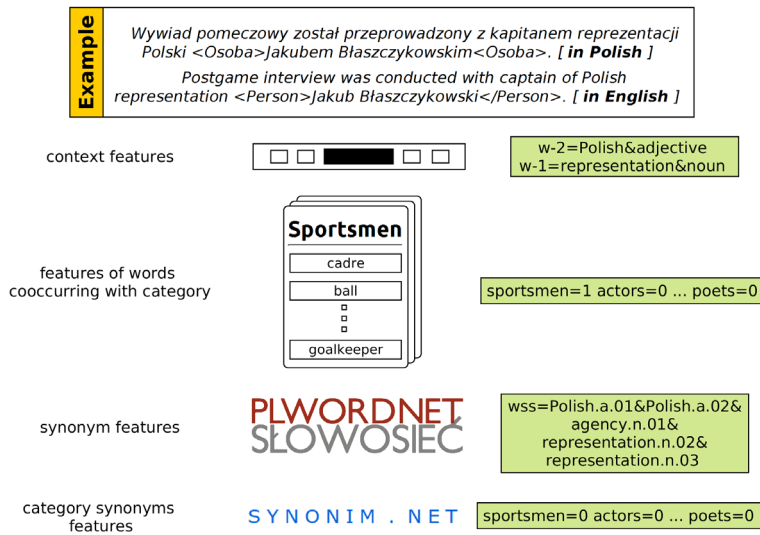 Example
Wywiad pomeczowy został przeprowadzony z kapitanem reprezentacji
Polski <Osoba>Jakubem Błaszczykowskim<Osoba>. [ in Polish ]
Postgame interview was conducted with captain of Polish
representation <Person>Jakub Błaszczykowski</Person>. [ in English ]
context features
w-2=Polish&adjective
w-1=representation&noun
Sportsmen
cadre
ball
goalkeeper
features of words
cooccurring with category
sportsmen=1 actors=0 ... poets=0
synonym features
PLWORDNET
SŁOWOSIEĆ
wss=Polish.a.01&Polish.a.02&
agency.n.01&
representation.n.02&
representation.n.03
category synonyms
features
SYNONIM.NET
sportsmen=0 actors=0 ... poets=0